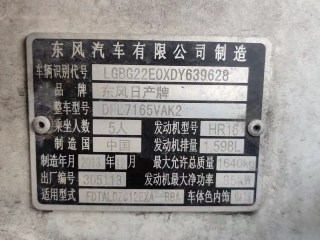 东风汽车有限公司制造
车辆识别代号 LGBG22E0XDY639628
品牌 东风日产牌
整车型号 DFL7165VAK2
乘坐人数 5人 发动机型号 HR16
制造国 中国 发动机排量 1.598L
制造年月 月 最大允许总质量 1640kg
出厂编号 305113 发动机最大净功率
适用型式 车体色内饰